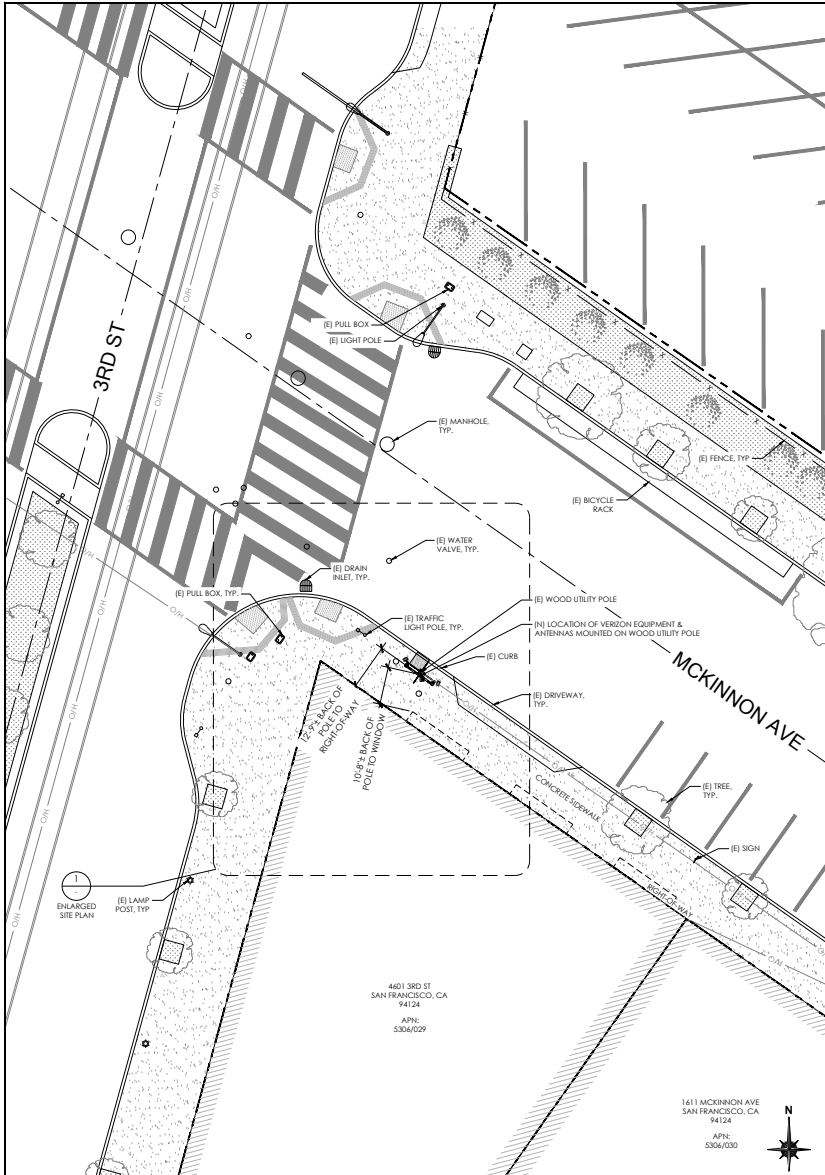 3RD ST
(E) PULL BOX
(E) LIGHT POLE
(E) MANHOLE,
TYP.
(E) FENCE, TYP
(E) BICYCLE
RACK
(E) WATER
VALVE, TYP.
(E) DRAIN
INLET, TYP.
(E) PULL BOX, TYP.
(E) WOOD UTILITY POLE
(E) TRAFFIC
LIGHT POLE, TYP.
(N) LOCATION OF VERIZON EQUIPMENT &
ANTENNAS MOUNTED ON WOOD UTILITY POLE
(E) CURB
MCKINNON AVE
(E) DRIVEWAY,
TYP.
12'-9"± BACK OF
POLE TO
RIGHT-OF-WAY
10'-8"± BACK OF
POLE TO WINDOW
CONCRETE SIDEWALK
(E) TREE,
TYP.
(E) SIGN
RIGHT-OF-WAY
1
-
ENLARGED
SITE PLAN
(E) LAMP
POST, TYP
4601 3RD ST
SAN FRANCISCO, CA
94124
APN:
5306/029
1611 MCKINNON AVE
SAN FRANCISCO, CA
94124
APN:
5306/030
N
O/H
O/H
O/H
O/H
O/H
O/H
O/H
O/H
O/H
O/H
O/H
O/H